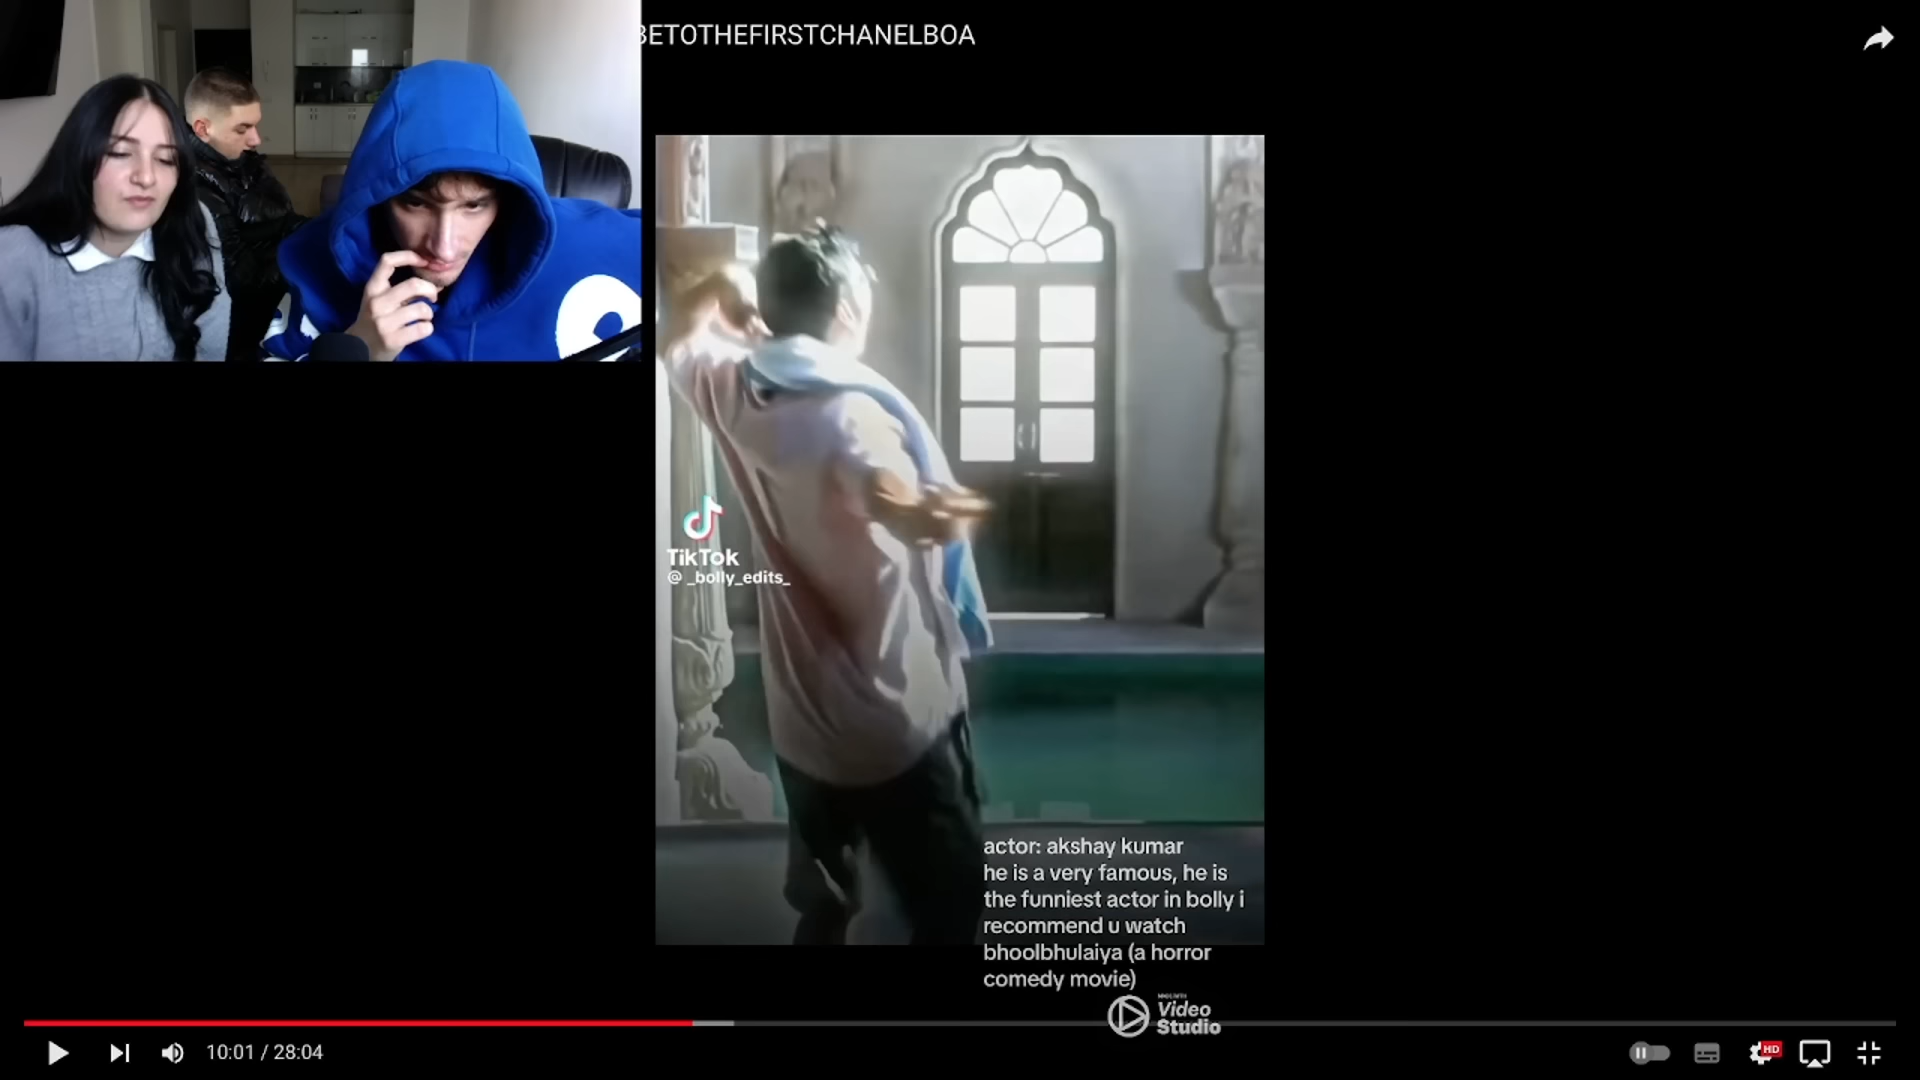 BETOTHEFIRSTCHANELBOA
TikTok
@ _bolly_edits_
actor: akshay kumar
he is a very famous, he is
the funniest actor in bolly i
recommend u watch
bhoolbhulaiya (a horror
comedy movie)
Video
Studio
10:01 / 28:04
HD